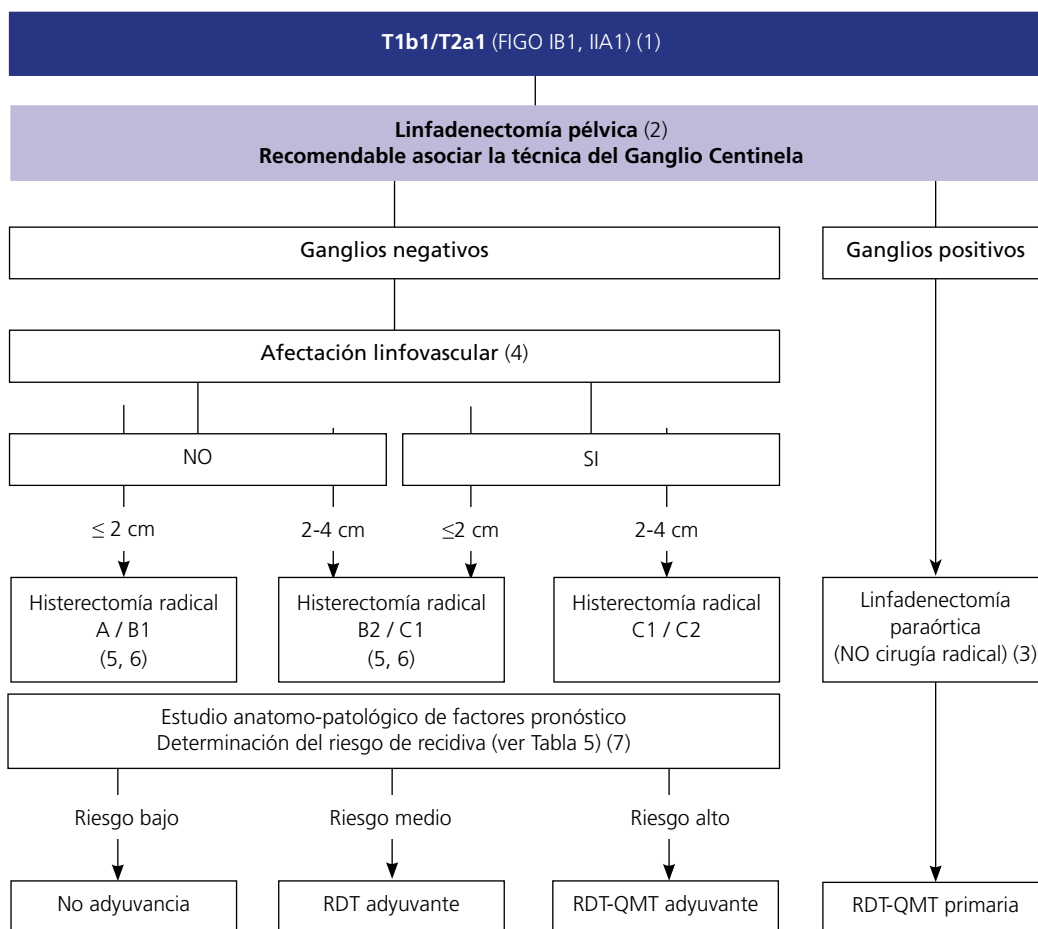 T1b1/T2a1 (FIGO IB1, IIA1) (1)
Linfadenectomía pélvica (2)
Recomendable asociar la técnica del Ganglio Centinela
Ganglios negativos
Ganglios positivos
Afectación linfovascular (4)
NO
SI
≤ 2 cm
2-4 cm
≤2 cm
2-4 cm
Histerectomía radical
A / B1
(5, 6)
Histerectomía radical
B2 / C1
(5, 6)
Histerectomía radical
C1 / C2
Linfadenectomía
paraórtica
(NO cirugía radical) (3)
Estudio anatomo-patológico de factores pronóstico
Determinación del riesgo de recidiva (ver Tabla 5) (7)
Riesgo bajo
Riesgo medio
Riesgo alto
No adyuvancia
RDT adyuvante
RDT-QMT adyuvante
RDT-QMT primaria